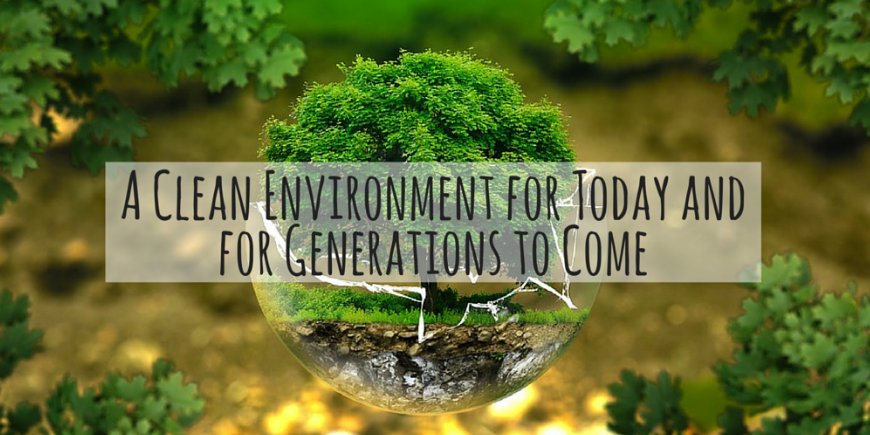 A Clean Environment for Today and
for Generations to Come